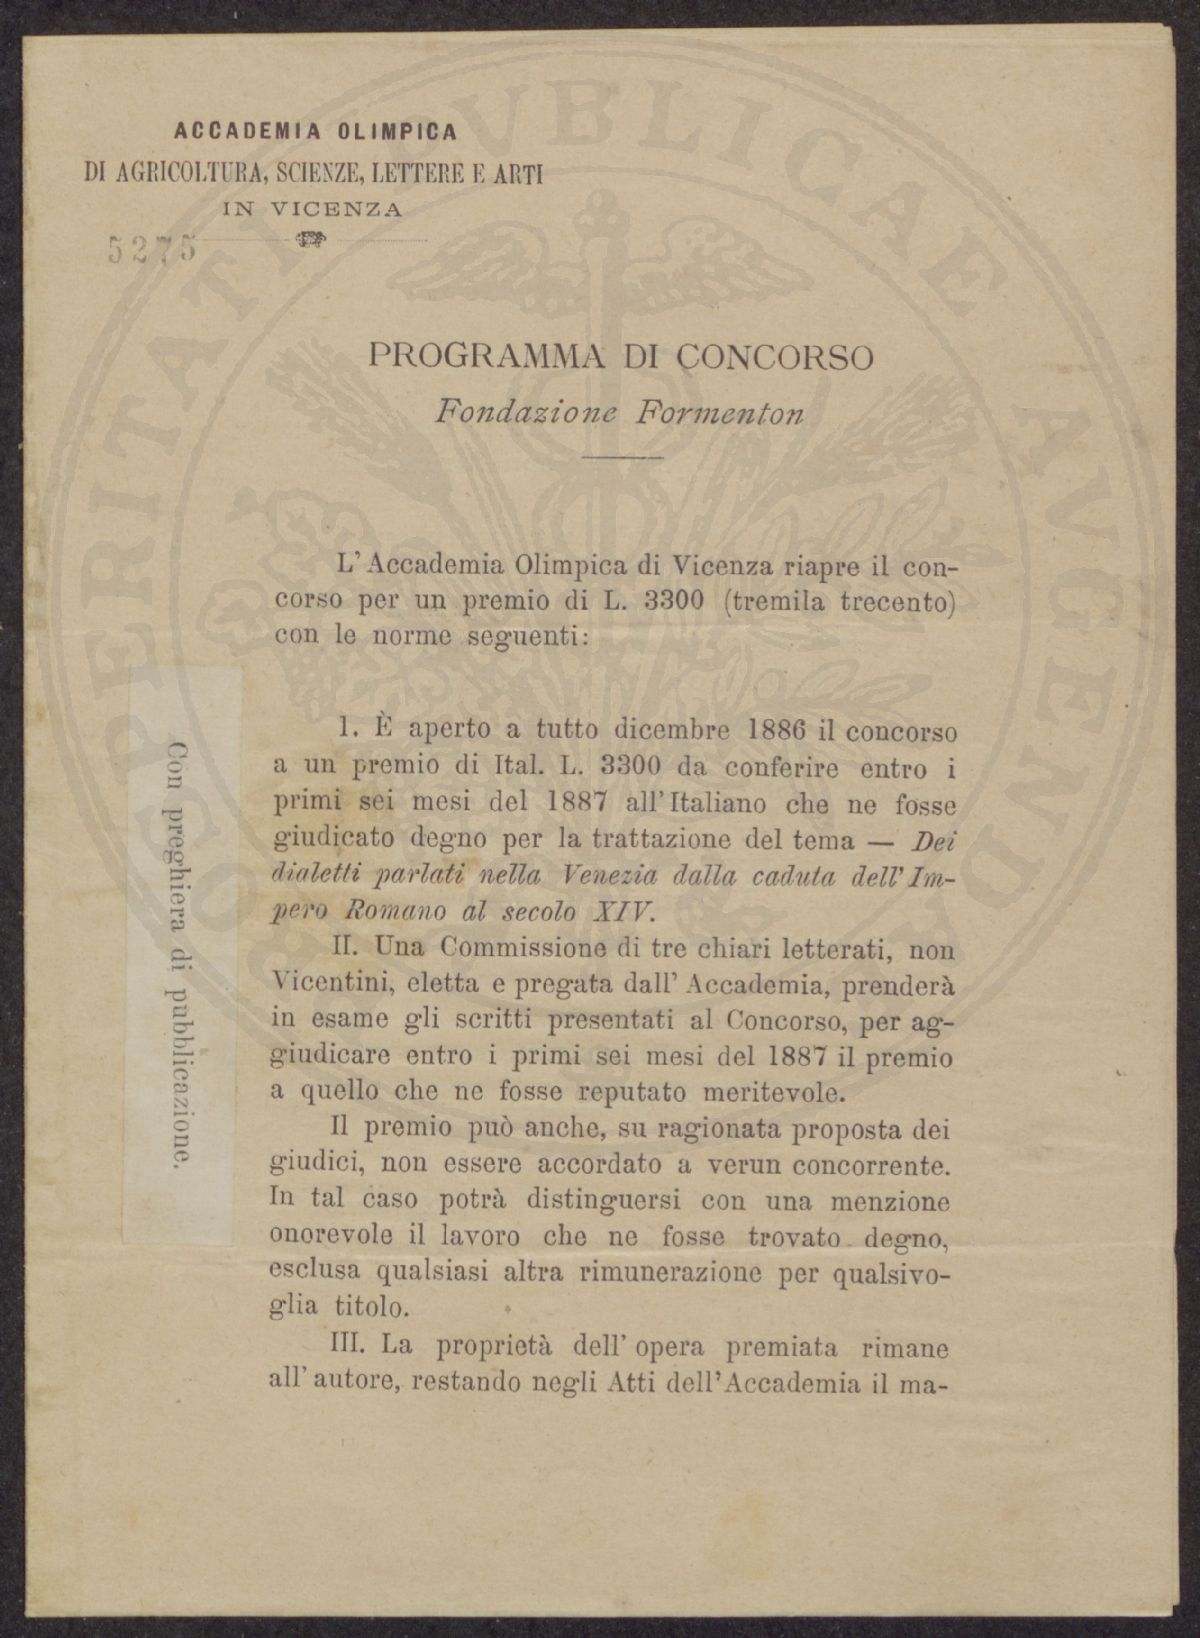 ACCADEMIA OLIMPICA
DI AGRICOLTURA, SCIENZE, LETTERE E ARTI
IN VICENZA
5275
PROGRAMMA DI CONCORSO
Fondazione Formenton
L' Accademia Olimpica di Vicenza riapre il con-
corso per un premio di L. 3300 (tremila trecento)
con le norme seguenti:
1. È aperto a tutto dicembre 1886 il concorso
a un premio di Ital. L. 3300 da conferire entro i
primi sei mesi del 1887 all'Italiano che ne fosse
giudicato degno per la trattazione del tema — Dei
dialetti parlati nella Venezia dalla caduta dell'Im-
pero Romano al secolo XIV.
II. Una Commissione di tre chiari letterati, non
Vicentini, eletta e pregata dall' Accademia, prenderà
in esame gli scritti presentati al Concorso, per ag-
giudicare entro i primi sei mesi del 1887 il premio
a quello che ne fosse reputato meritevole.
Il premio può anche, su ragionata proposta dei
giudici, non essere accordato a verun concorrente.
In tal caso potrà distinguersi con una menzione
onorevole il lavoro che ne fosse trovato degno,
esclusa qualsiasi altra rimunerazione per qualsivo-
glia titolo.
III. La proprietà dell' opera premiata rimane
all' autore, restando negli Atti dell'Accademia il ma-
Con preghiera di pubblicazione.
PROSPERITATI PVBLICAE AVGENDAE